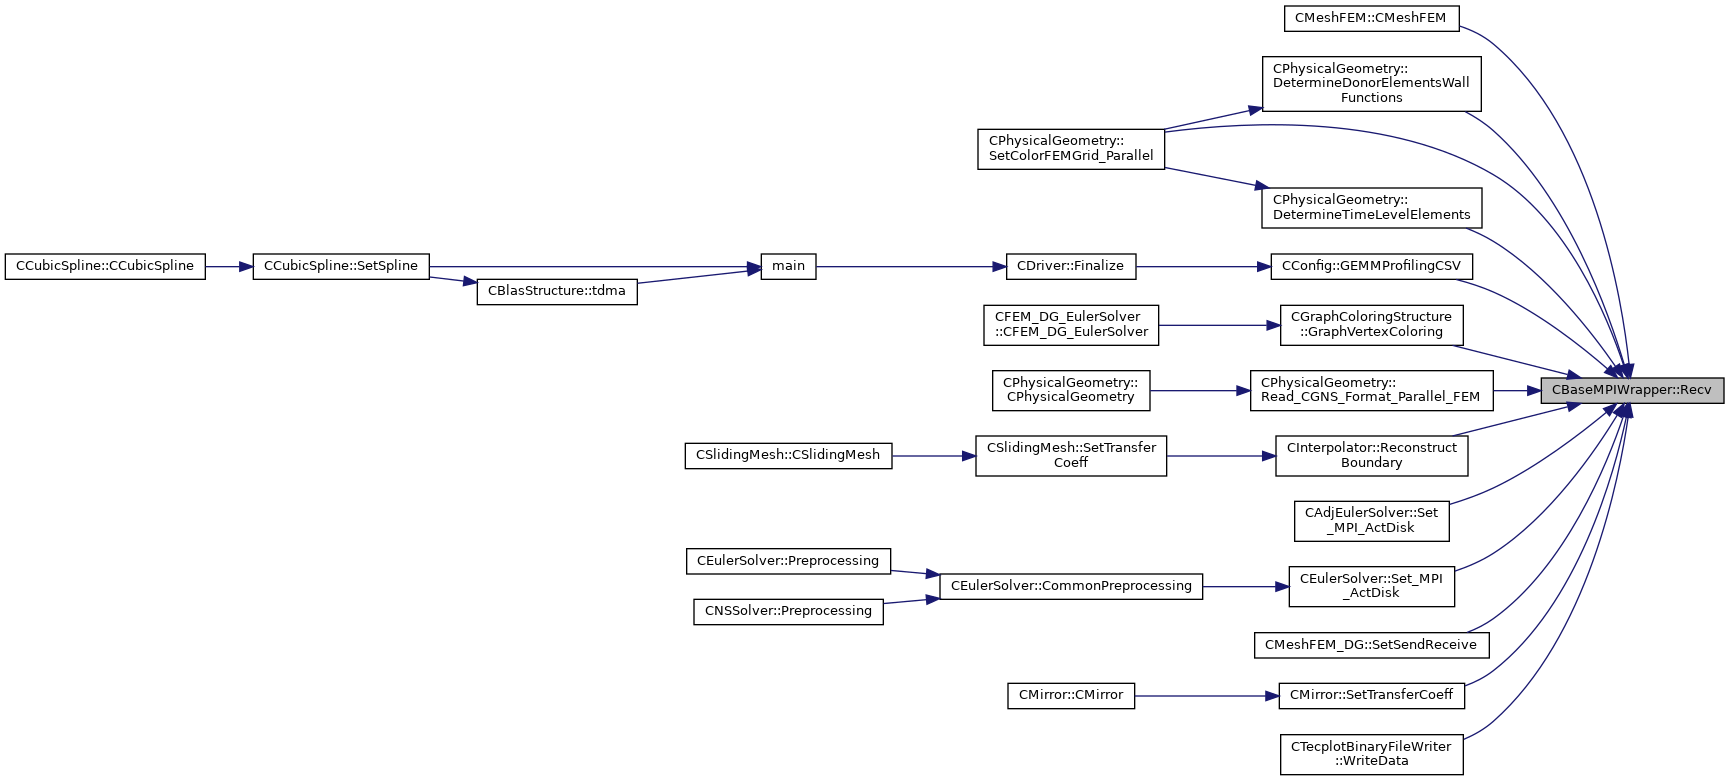 CMeshFEM::CMeshFEM
CPhysicalGeometry::
DetermineDonorElementsWall
Functions
CPhysicalGeometry::
SetColorFEMGrid_Parallel
CPhysicalGeometry::
DetermineTimeLevelElements
CCubicSpline::CCubicSpline
CCubicSpline::SetSpline
main
CDriver::Finalize
CConfig::GEMMProfilingCSV
CBlasStructure::tdma
CFEM_DG_EulerSolver
::CFEM_DG_EulerSolver
CGraphColoringStructure
::GraphVertexColoring
CPhysicalGeometry::
CPhysicalGeometry
CPhysicalGeometry::
Read_CGNS_Format_Parallel_FEM
CBaseMPIWrapper::Recv
CSlidingMesh::CSlidingMesh
CSlidingMesh::SetTransfer
Coeff
CInterpolator::Reconstruct
Boundary
CAdjEulerSolver::Set
_MPI_ActDisk
CEulerSolver::Preprocessing
CEulerSolver::CommonPreprocessing
CEulerSolver::Set_MPI
_ActDisk
CNSSolver::Preprocessing
CMeshFEM_DG::SetSendReceive
CMirror::CMirror
CMirror::SetTransferCoeff
CTecplotBinaryFileWriter
::WriteData